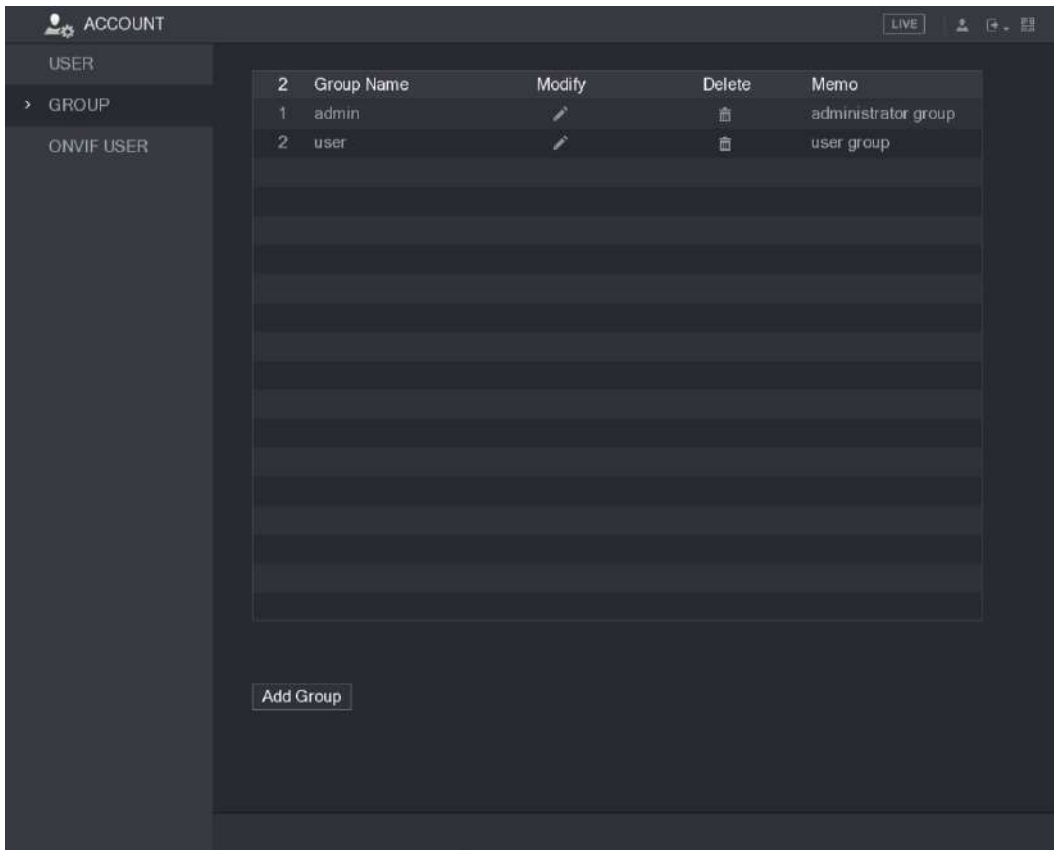 ACCOUNT LIVE
USER
GROUP
ONVIF USER
2 Group Name Modify Delete Memo
1 admin administrator group
2 user user group
Add Group